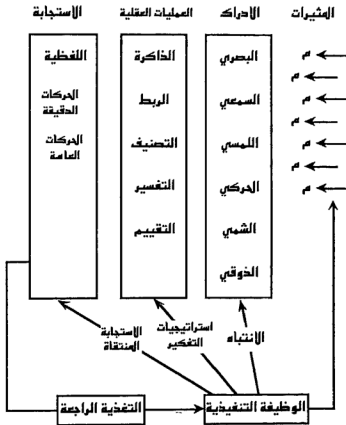 المثيرات
الادراك
العمليات العقلية
الاستجابة
م
م
م
م
م
م
م
البصري
السمعي
اللمسي
الحركي
الشمي
الذوقي
الذاكرة
الربط
التصنيف
التفسير
التقييم
اللفظية
الحركات
الدقيقة
الحركات
العامة
الانتباه
استراتيجيات
التفكير
الاستجابة
المنتقاة
الوظيفة التنفيذية
التغذية الراجعة